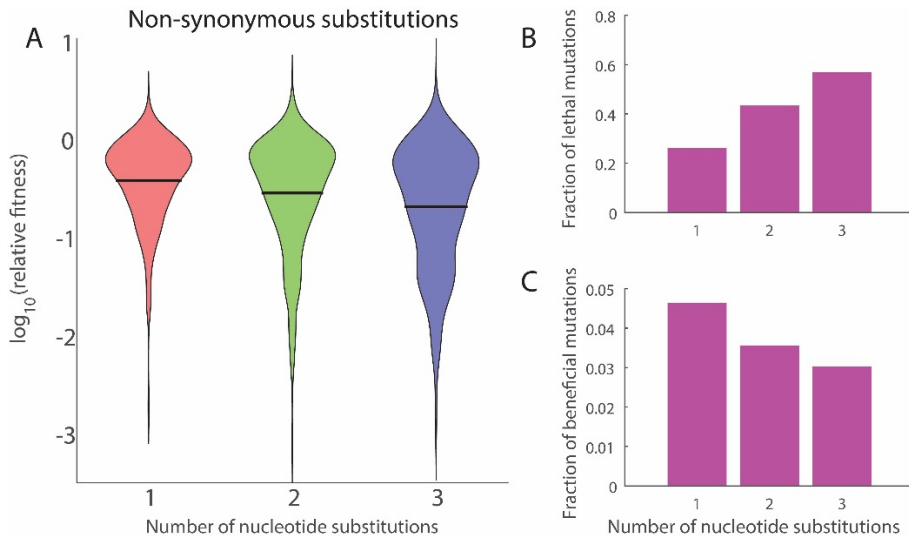 A
Non-synonymous substitutions
log10 (relative fitness)
1
0
-1
-2
-3
1 2 3
Number of nucleotide substitutions
B
Fraction of lethal mutations
0.8
0.6
0.4
0.2
0
1 2 3
C
Fraction of beneficial mutations
0.05
0.04
0.03
0.02
0.01
0
1 2 3
Number of nucleotide substitutions